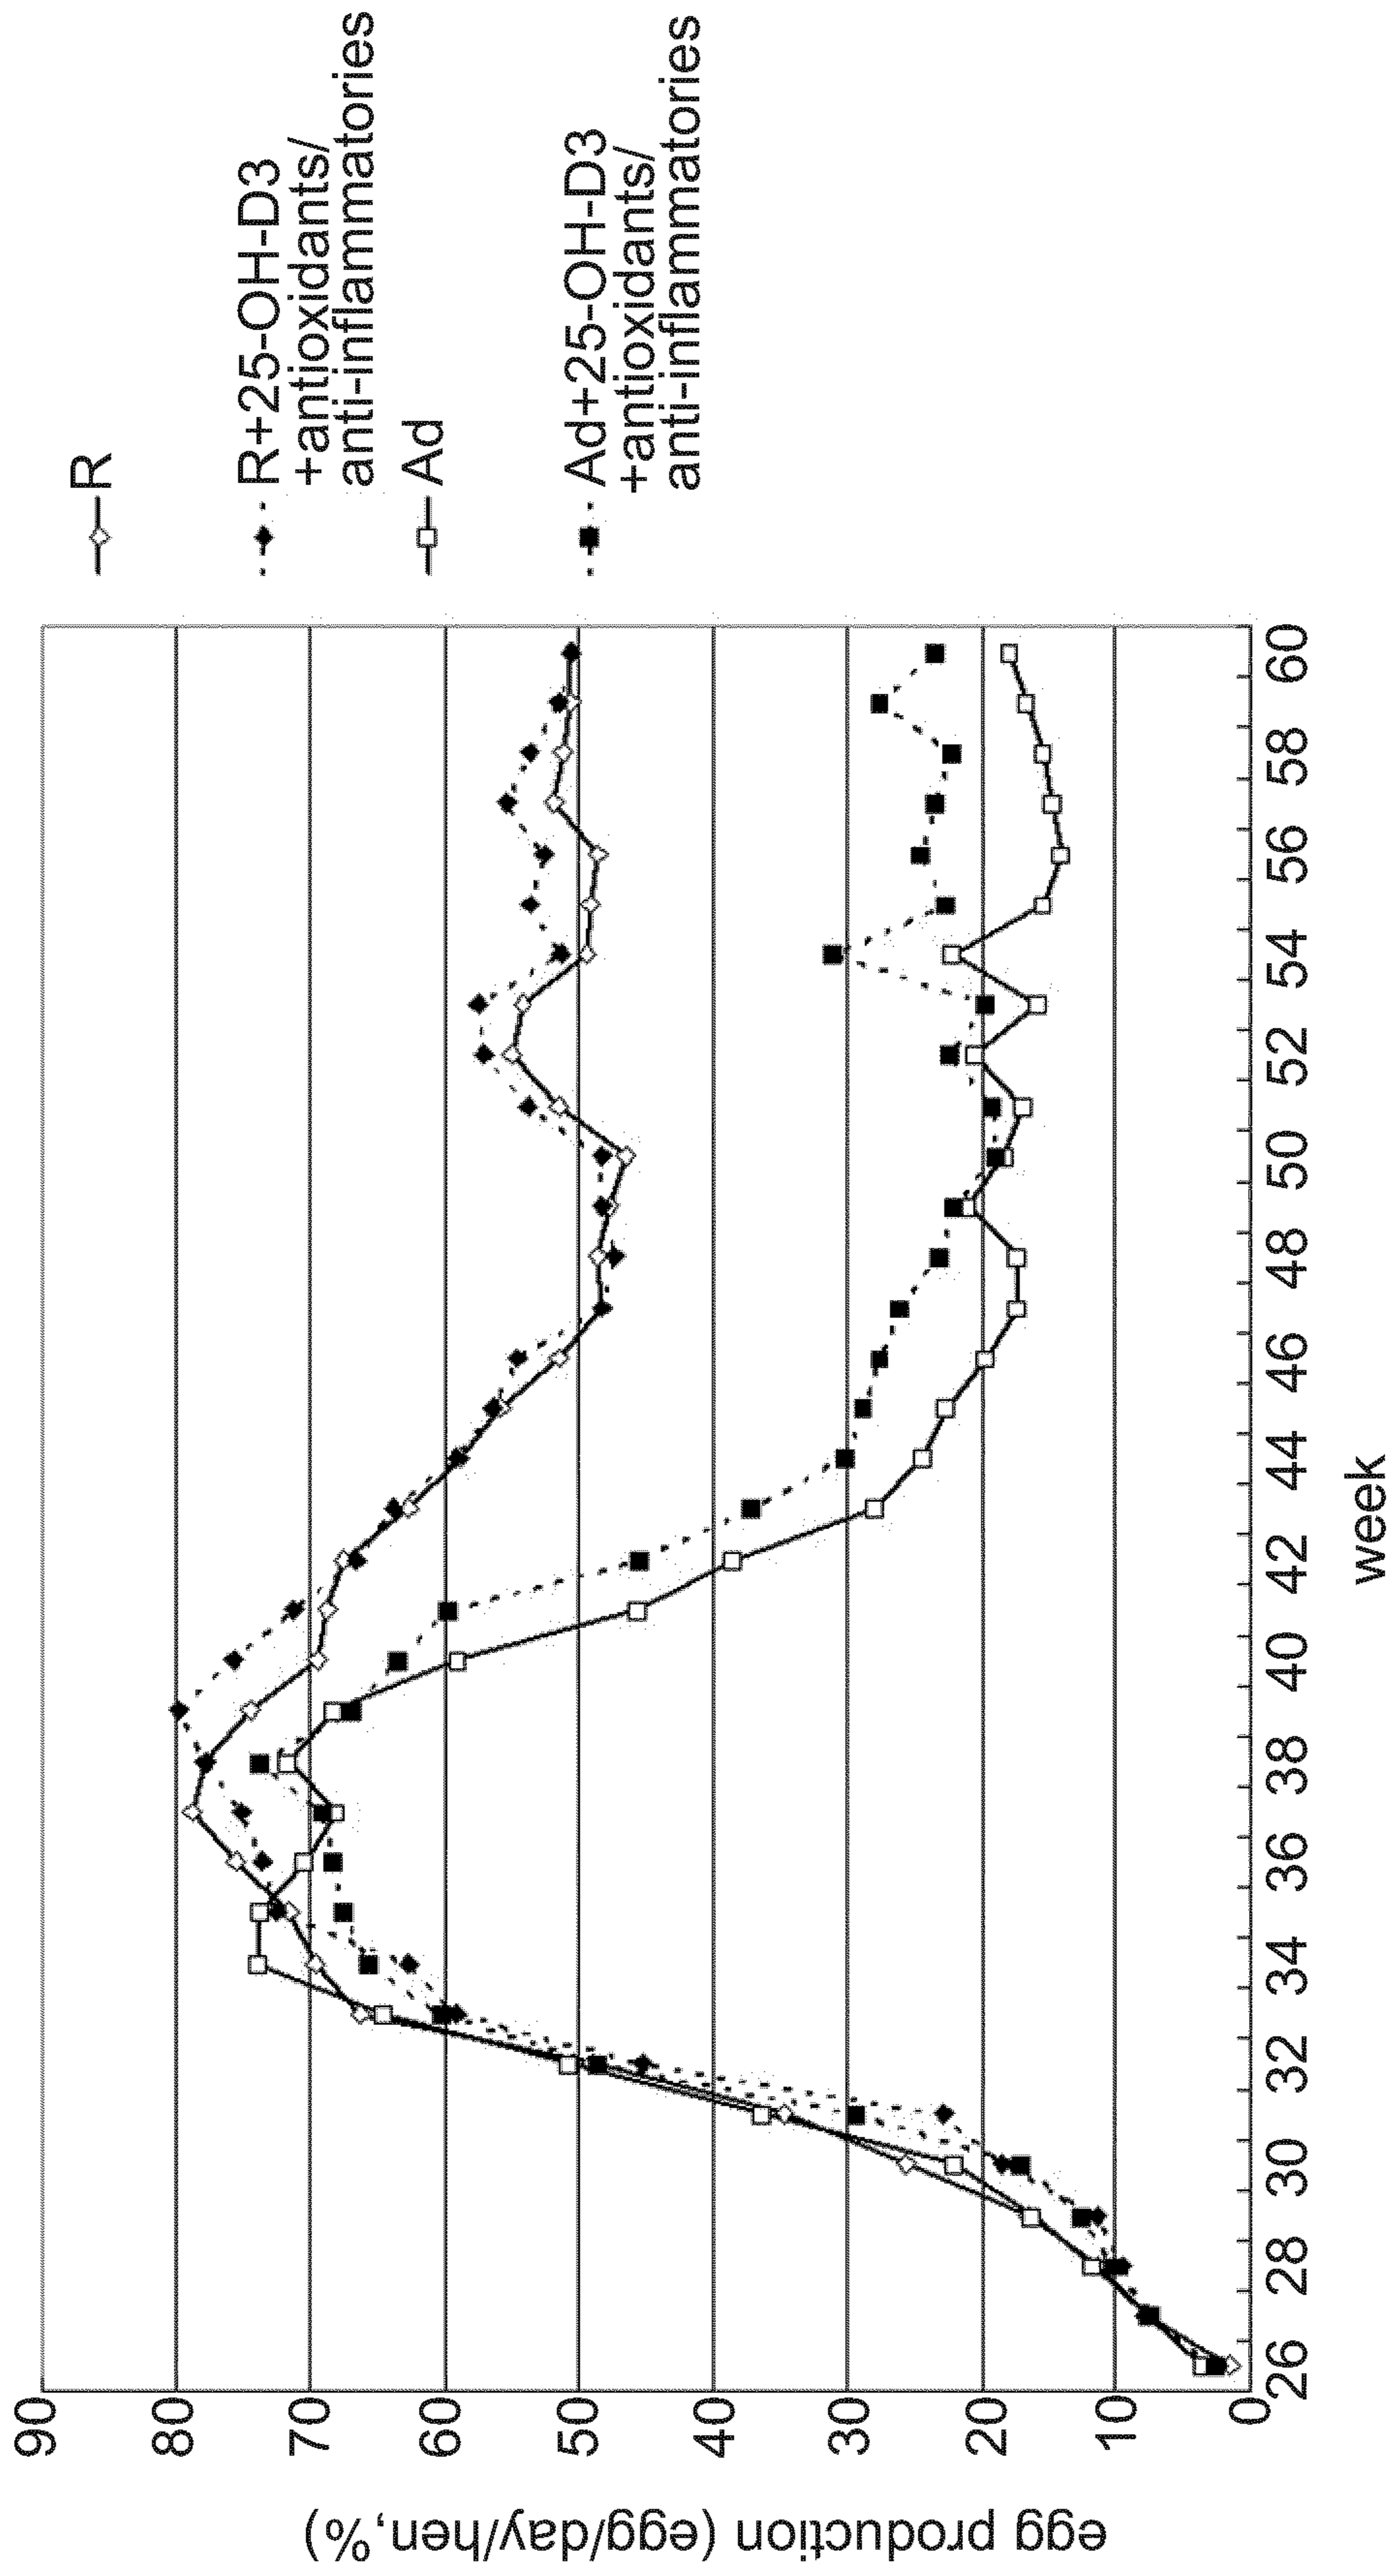 90
80
70
60
50
40
30
20
10
0
egg production (egg/day/hen,%)
26 28 30 32 34 36 38 40 42 44 46 48 50 52 54 56 58 60
week
R
R+25-OH-D3
+antioxidants/
anti-inflammatories
Ad
Ad+25-OH-D3
+antioxidants/
anti-inflammatories